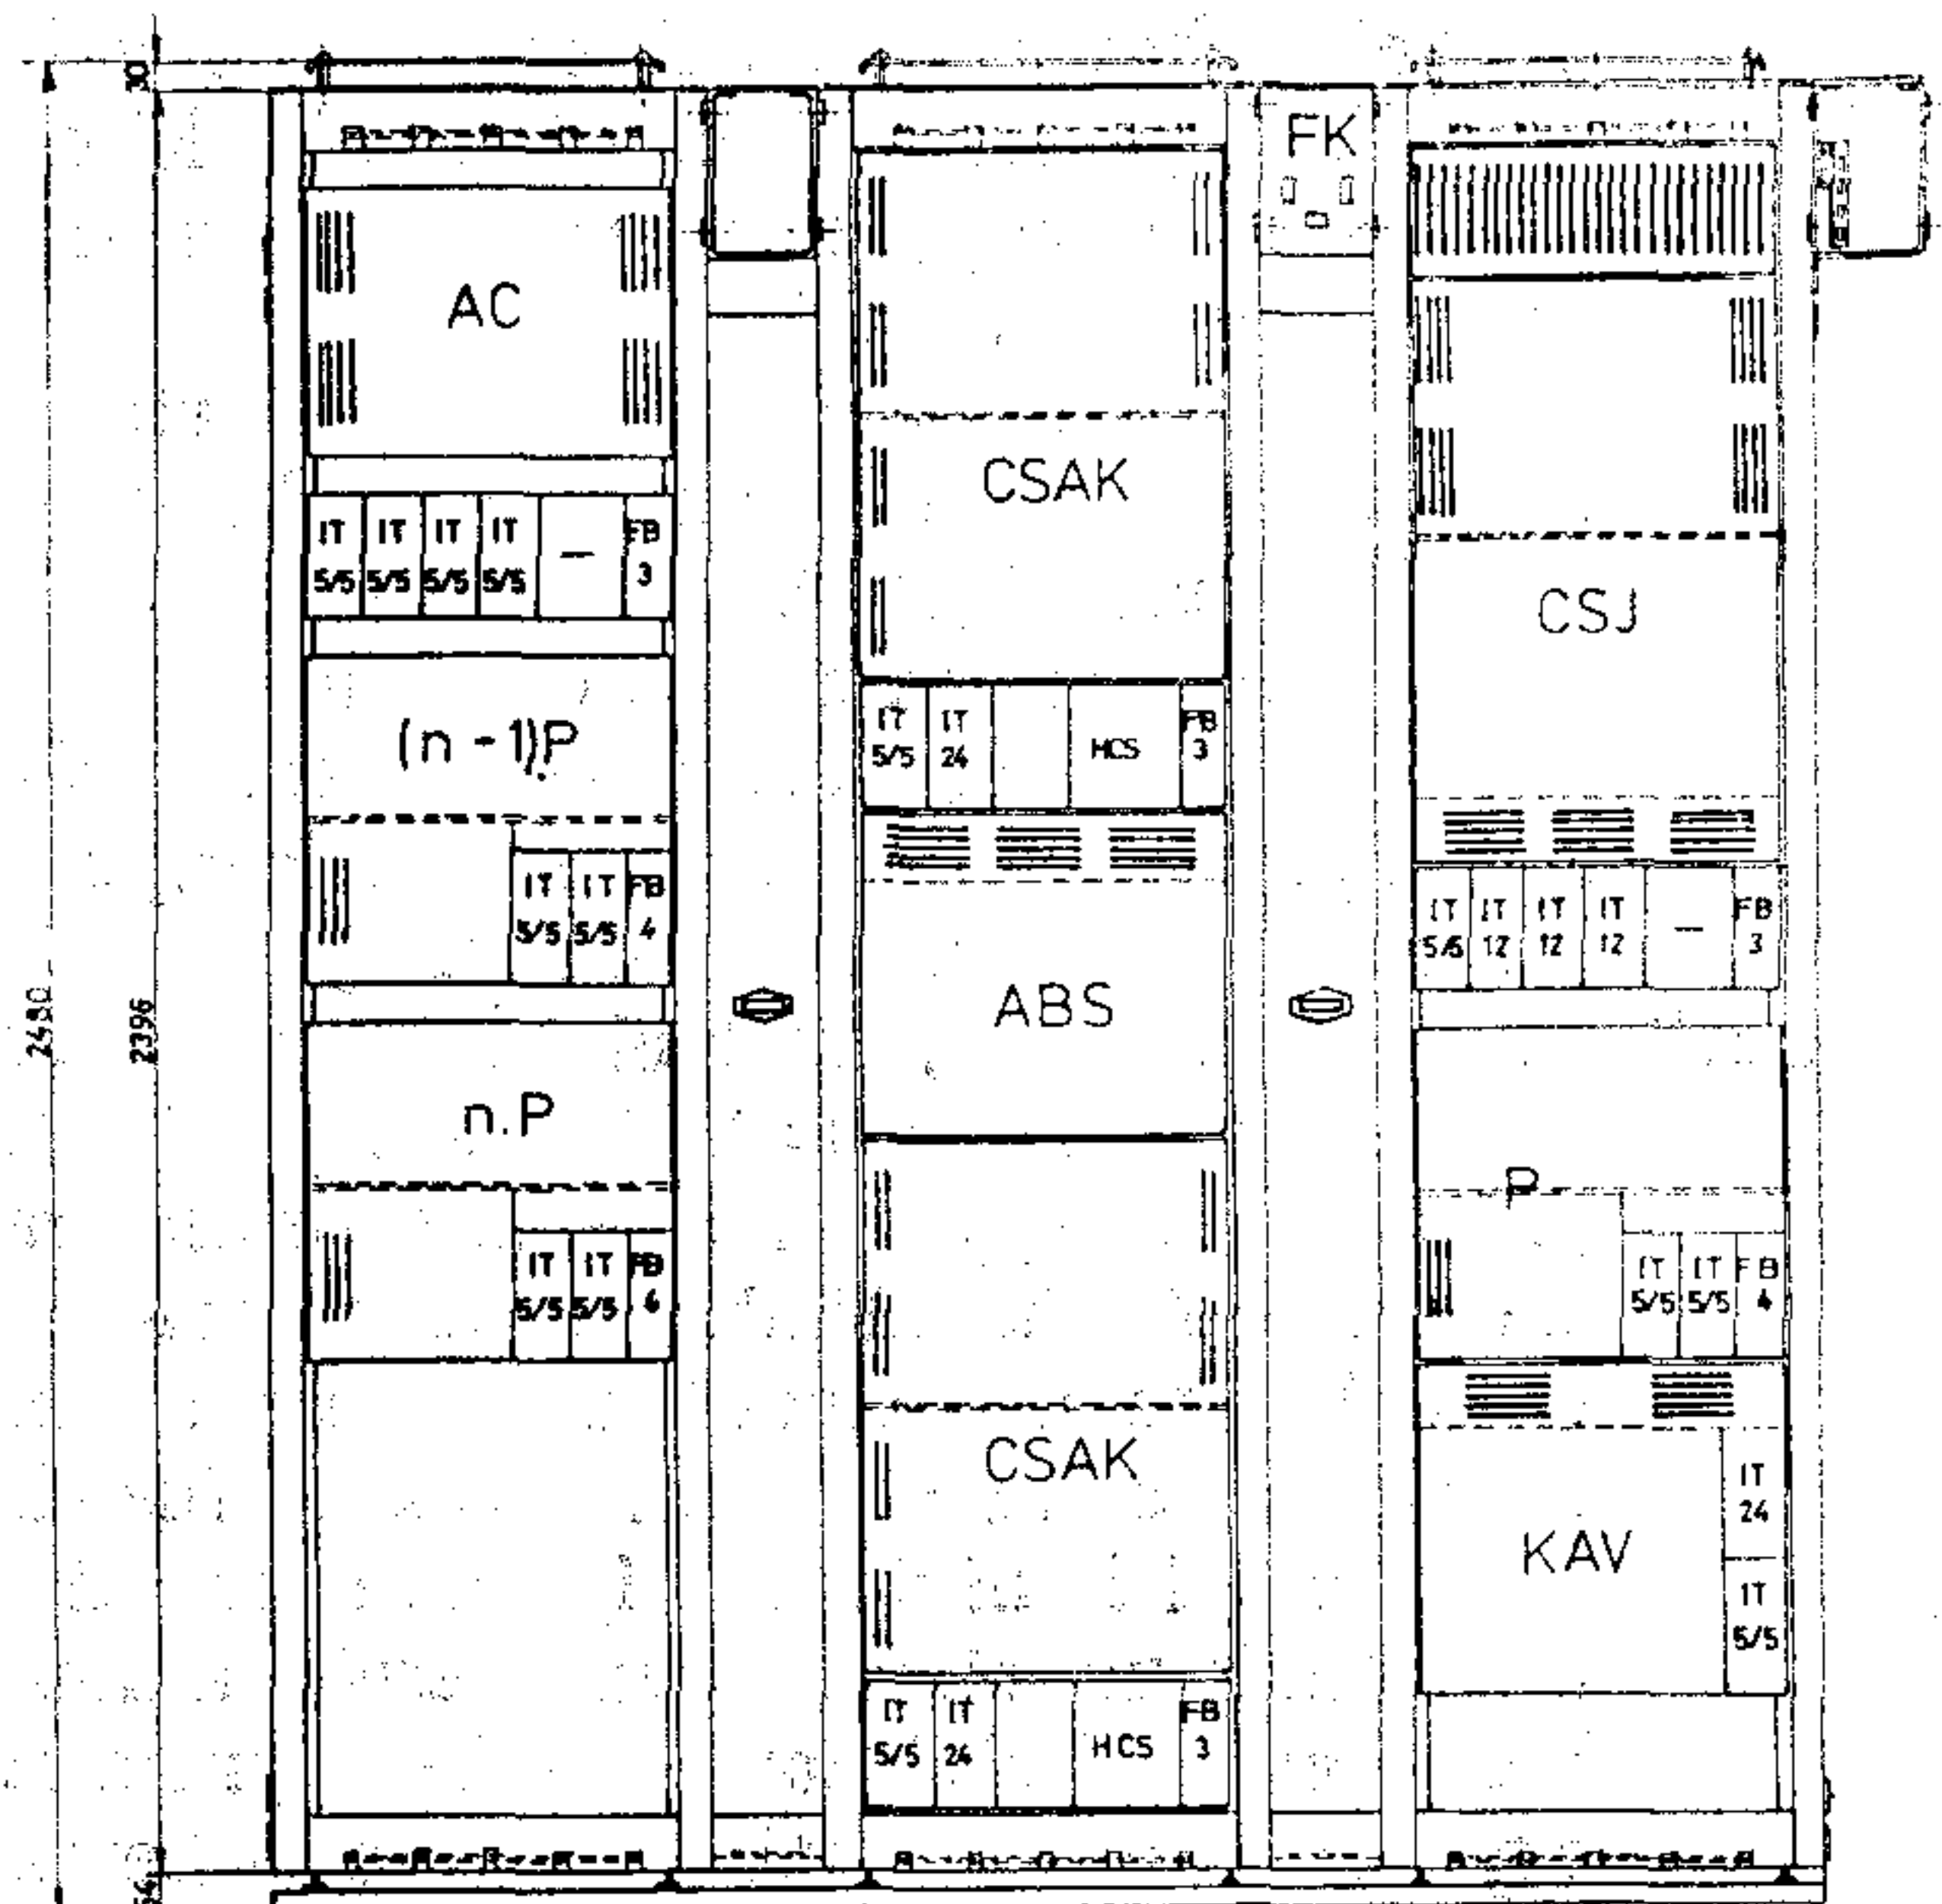 30
FK
AC
CSAK
IT IT IT IT — FB
5/5 5/5 5/5 5/5 3
CSJ
(n-1)P
IT IT HCS FB
5/5 24 3
IT IT FB
5/5 5/5 4
IT IT IT IT — FB
5/5 12 12 12 3
2480
2396
ABS
n.P
P
IT IT FB
5/5 5/5 4
IT IT FB
5/5 5/5 4
CSAK
IT
24
KAV
IT
5/5
IT IT HCS FB
5/5 24 3